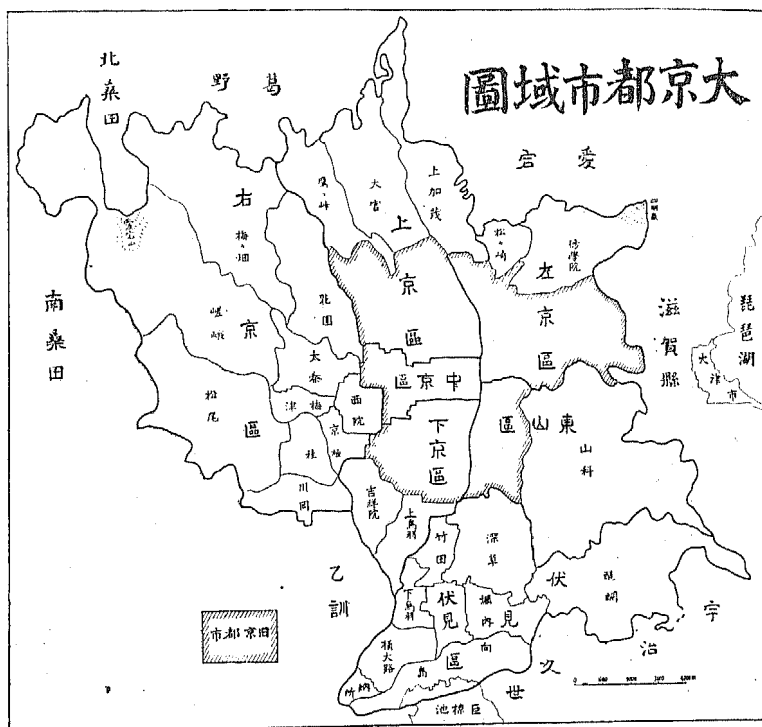 大京都市域圖
北桑田
葛野
愛宕
南桑田
滋賀縣
琵琶湖
大津市
乙訓
久世
宇治
右京區
上京區
左京區
中京區
下京區
東山區
伏見區
鷹ヶ峰
大宮
上加茂
松ヶ崎
修學院
梅ヶ畑
花園
嵯峨
太秦
松尾
梅津
西院
京極
桂
川岡
吉祥院
上鳥羽
竹田
深草
山科
醍醐
下鳥羽
伏見
堀内
横大路
向島
納所
巨椋池
旧京都市